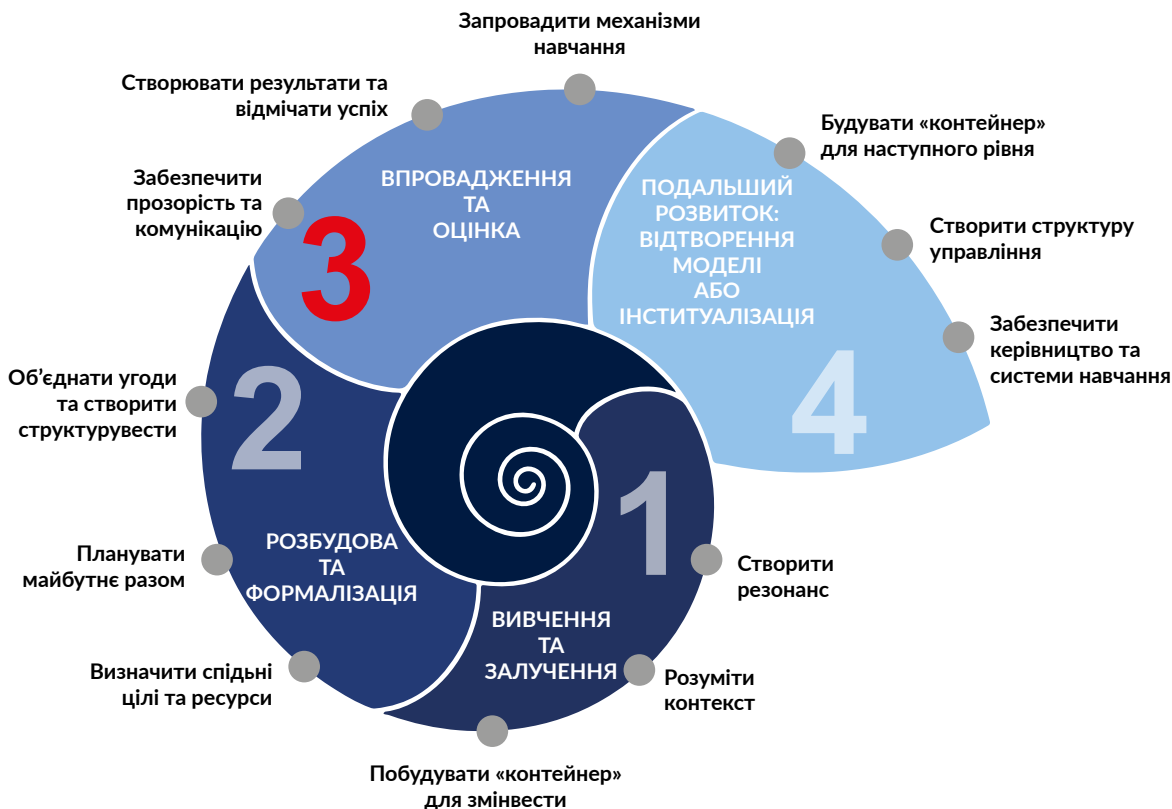 Запровадити механізми
навчання
Створювати результати та
відмічати успіх
Забезпечити
прозорість та
комунікацію
3
ВПРОВАДЖЕННЯ
ТА
ОЦІНКА
Будувати «контейнер»
для наступного рівня
ПОДАЛЬШИЙ
РОЗВИТОК:
ВІДТВОРЕННЯ
МОДЕЛІ
АБО
ІНСТИТУАЛІЗАЦІЯ
Створити структуру
управління
Забезпечити
керівництво та
системи навчання
4
Об’єднати угоди
та створити
структурувести
2
Планувати
майбутнє разом
РОЗБУДОВА
ТА
ФОРМАЛІЗАЦІЯ
Визначити спідьні
цілі та ресурси
1
Створити
резонанс
ВИВЧЕННЯ
ТА
ЗАЛУЧЕННЯ
Розуміти
контекст
Побудувати «контейнер»
для змінвести